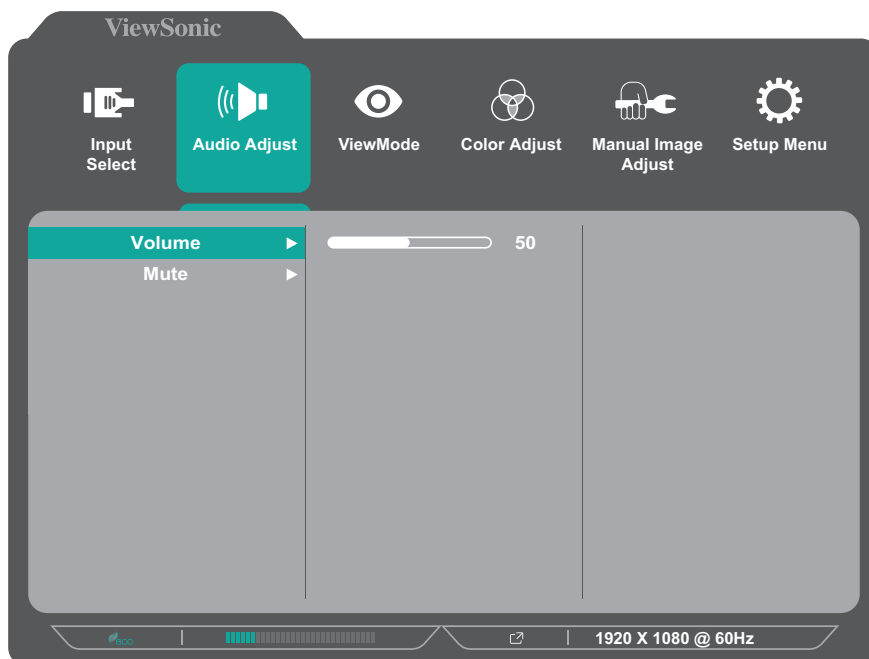 ViewSonic
Input Select
Audio Adjust
ViewMode
Color Adjust
Manual Image Adjust
Setup Menu
Volume 50
Mute
eco
1920 X 1080 @ 60Hz